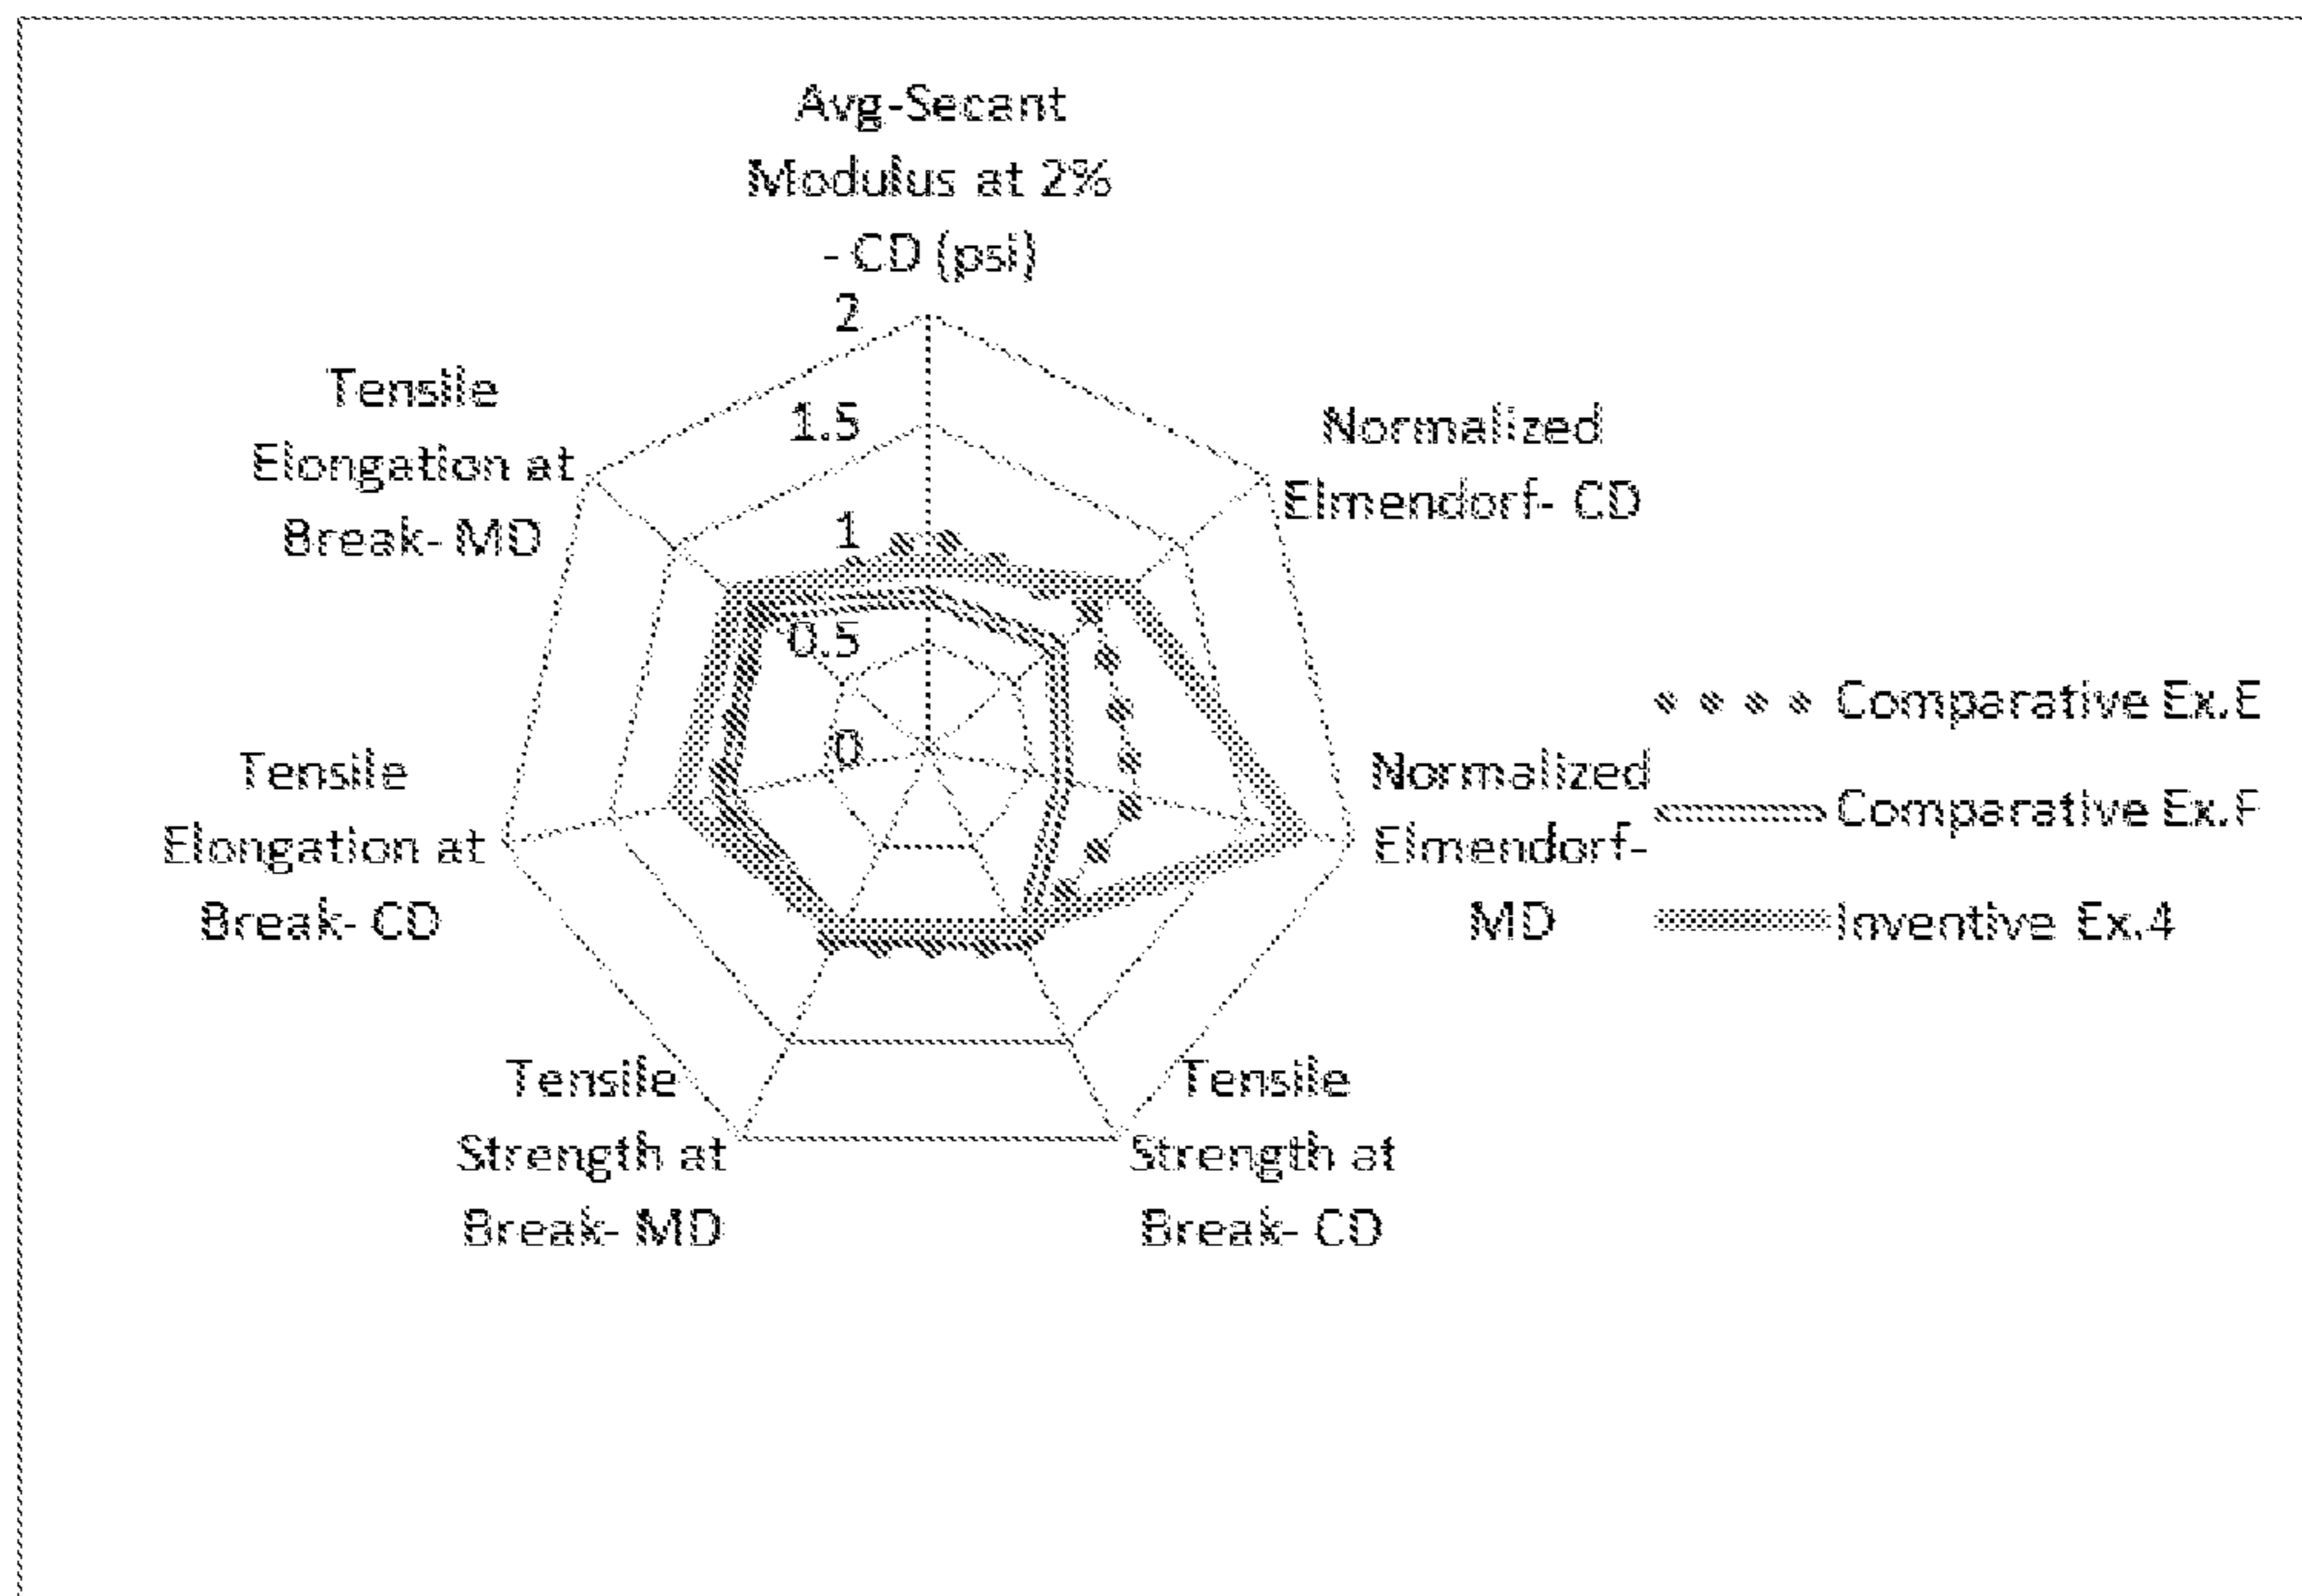 Avg-Secant
Modulus at 2%
- CD (psi)
2
1.5
1
0.5
0
Normalized
Elmendorf- CD
Normalized
Elmendorf-
MD
Tensile
Strength at
Break- CD
Tensile
Strength at
Break- MD
Tensile
Elongation at
Break- CD
Tensile
Elongation at
Break- MD
Comparative Ex.E
Comparative Ex.F
Inventive Ex.4